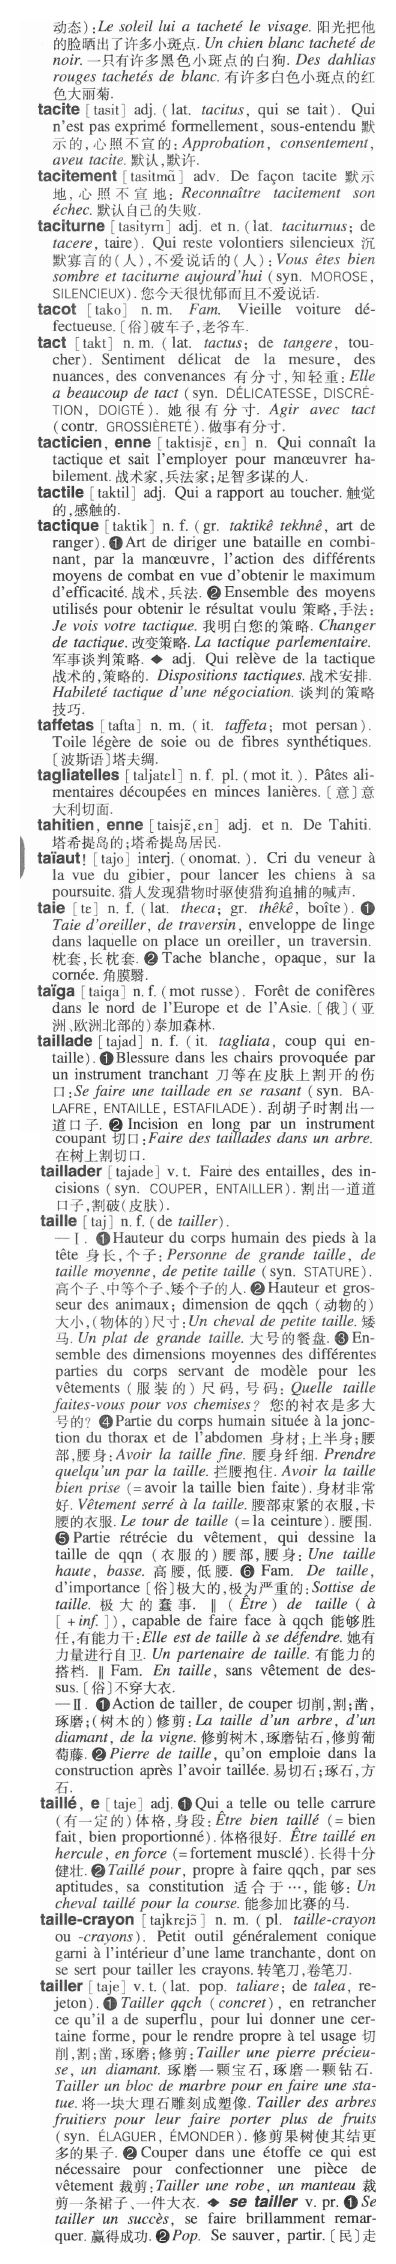 动态) : Le soleil lui a tacheté le visage. 阳光把他
的脸晒出了许多小斑点. Un chien blanc tacheté de
noir. 一只有许多黑色小斑点的白狗. Des dahlias
rouges tachetés de blanc. 有许多白色小斑点的红
色大丽菊.
tacite [tasit] adj. (lat. tacitus, qui se tait). Qui
n'est pas exprimé formellement, sous-entendu 默
示的,心照不宣的: Approbation, consentement,
aveu tacite. 默认,默许.
tacitement [tasitmɑ̃] adv. De façon tacite 默示
地, 心照不宣地: Reconnaître tacitement son
échec. 默认自己的失败.
taciturne [tasityrn] adj. et n. (lat. taciturnus; de
tacere, taire). Qui reste volontiers silencieux 沉
默寡言的(人),不爱说话的(人): Vous êtes bien
sombre et taciturne aujourd'hui (syn. MOROSE,
SILENCIEUX). 您今天很忧郁而且不爱说话.
tacot [tako] n. m. Fam. Vieille voiture dé-
fectueuse. 〔俗〕破车子,老爷车.
tact [takt] n. m. (lat. tactus; de tangere, tou-
cher). Sentiment délicat de la mesure, des
nuances, des convenances 有分寸,知轻重: Elle
a beaucoup de tact (syn. DÉLICATESSE, DISCRÉ-
TION, DOIGTÉ). 她很有分寸. Agir avec tact
(contr. GROSSIÈRETÉ). 做事有分寸.
tacticien, enne [taktisjɛ̃, ɛn] n. Qui connaît la
tactique et sait l'employer pour manœuvrer ha-
bilement. 战术家,兵法家;足智多谋的人.
tactile [taktil] adj. Qui a rapport au toucher. 触觉
的,感触的.
tactique [taktik] n. f. (gr. taktikê tekhnê, art de
ranger). ❶ Art de diriger une bataille en combi-
nant, par la manœuvre, l'action des différents
moyens de combat en vue d'obtenir le maximum
d'efficacité. 战术,兵法. ❷ Ensemble des moyens
utilisés pour obtenir le résultat voulu 策略,手法:
Je vois votre tactique. 我明白您的策略. Changer
de tactique. 改变策略. La tactique parlementaire.
军事谈判策略. ◆ adj. Qui relève de la tactique
战术的,策略的. Dispositions tactiques. 战术安排.
Habileté tactique d'une négociation. 谈判的策略
技巧.
taffetas [tafta] n. m. (it. taffeta; mot persan).
Toile légère de soie ou de fibres synthétiques.
〔波斯语〕塔夫绸.
tagliatelles [taljatɛl] n. f. pl. (mot it.). Pâtes ali-
mentaires découpées en minces lanières. 〔意〕意
大利切面.
tahitien, enne [taisjɛ̃,ɛn] adj. et n. De Tahiti.
塔希提岛的;塔希提岛居民.
taïaut! [tajo] interj. (onomat.). Cri du veneur à
la vue du gibier, pour lancer les chiens à sa
poursuite. 猎人发现猎物时驱使猎狗追捕的喊声.
taie [tɛ] n. f. (lat. theca; gr. thêkê, boîte). ❶
Taie d'oreiller, de traversin, enveloppe de linge
dans laquelle on place un oreiller, un traversin.
枕套,长枕套. ❷ Tache blanche, opaque, sur la
cornée. 角膜翳.
taïga [taiga] n. f. (mot russe). Forêt de conifères
dans le nord de l'Europe et de l'Asie. 〔俄〕(亚
洲、欧洲北部的)泰加森林.
taillade [tajad] n. f. (it. tagliata, coup qui en-
taille). ❶ Blessure dans les chairs provoquée par
un instrument tranchant 刀等在皮肤上割开的伤
口: Se faire une taillade en se rasant (syn. BA-
LAFRE, ENTAILLE, ESTAFILADE). 刮胡子时割出一
道口子. ❷ Incision en long par un instrument
coupant 切口: Faire des taillades dans un arbre.
在树上割切口.
taillader [tajade] v. t. Faire des entailles, des in-
cisions (syn. COUPER, ENTAILLER). 割出一道道
口子,割破(皮肤).
taille [taj] n. f. (de tailler).
— I. ❶ Hauteur du corps humain des pieds à la
tête 身长,个子: Personne de grande taille, de
taille moyenne, de petite taille (syn. STATURE).
高个子、中等个子、矮个子的人. ❷ Hauteur et gros-
seur des animaux; dimension de qqch (动物的)
大小,(物体的)尺寸: Un cheval de petite taille. 矮
马. Un plat de grande taille. 大号的餐盘. ❸ En-
semble des dimensions moyennes des différentes
parties du corps servant de modèle pour les
vêtements (服装的)尺码, 号码: Quelle taille
faites-vous pour vos chemises? 您的衬衣是多大
号的? ❹ Partie du corps humain située à la jonc-
tion du thorax et de l'abdomen 身材;上半身;腰
部,腰身: Avoir la taille fine. 腰身纤细. Prendre
quelqu'un par la taille. 拦腰抱住. Avoir la taille
bien prise (= avoir la taille bien faite). 身材非常
好. Vêtement serré à la taille. 腰部束紧的衣服,卡
腰的衣服. Le tour de taille (= la ceinture). 腰围.
❺ Partie rétrécie du vêtement, qui dessine la
taille de qqn (衣服的)腰部,腰身: Une taille
haute, basse. 高腰, 低腰. ❻ Fam. De taille,
d'importance〔俗〕极大的,极为严重的: Sottise de
taille. 极大的蠢事. ‖ (Être) de taille (à
[ + inf. ]), capable de faire face à qqch 能够胜
任,有能力干: Elle est de taille à se défendre. 她有
力量进行自卫. Un partenaire de taille. 有能力的
搭档. ‖ Fam. En taille, sans vêtement de des-
sus. 〔俗〕不穿大衣.
— II. ❶ Action de tailler, de couper 切削,割;凿,
琢磨;(树木的)修剪: La taille d'un arbre, d'un
diamant, de la vigne. 修剪树木,琢磨钻石,修剪葡
萄藤. ❷ Pierre de taille, qu'on emploie dans la
construction après l'avoir taillée. 易切石;琢石,方
石.
taillé, e [taje] adj. ❶ Qui a telle ou telle carrure
(有一定的)体格,身段: Être bien taillé (= bien
fait, bien proportionné). 体格很好. Être taillé en
hercule, en force (= fortement musclé). 长得十分
健壮. ❷ Taillé pour, propre à faire qqch, par ses
aptitudes, sa constitution 适合于…, 能够: Un
cheval taillé pour la course. 能参加比赛的马.
taille-crayon [tajkrɛjɔ̃] n. m. (pl. taille-crayon
ou -crayons). Petit outil généralement conique
garni à l'intérieur d'une lame tranchante, dont on
se sert pour tailler les crayons. 转笔刀,卷笔刀.
tailler [taje] v. t. (lat. pop. taliare; de talea, re-
jeton). ❶ Tailler qqch (concret), en retrancher
ce qu'il a de superflu, pour lui donner une cer-
taine forme, pour le rendre propre à tel usage 切
削,割;凿,琢磨;修剪: Tailler une pierre précieu-
se, un diamant. 琢磨一颗宝石,琢磨一颗钻石.
Tailler un bloc de marbre pour en faire une sta-
tue. 将一块大理石雕刻成塑像. Tailler des arbres
fruitiers pour leur faire porter plus de fruits
(syn. ÉLAGUER, ÉMONDER). 修剪果树使其结更
多的果子. ❷ Couper dans une étoffe ce qui est
nécessaire pour confectionner une pièce de
vêtement 裁剪: Tailler une robe, un manteau 裁
剪一条裙子、一件大衣. ◆ se tailler v. pr. ❶ Se
tailler un succès, se faire brillamment remar-
quer. 赢得成功. ❷ Pop. Se sauver, partir. 〔民〕走